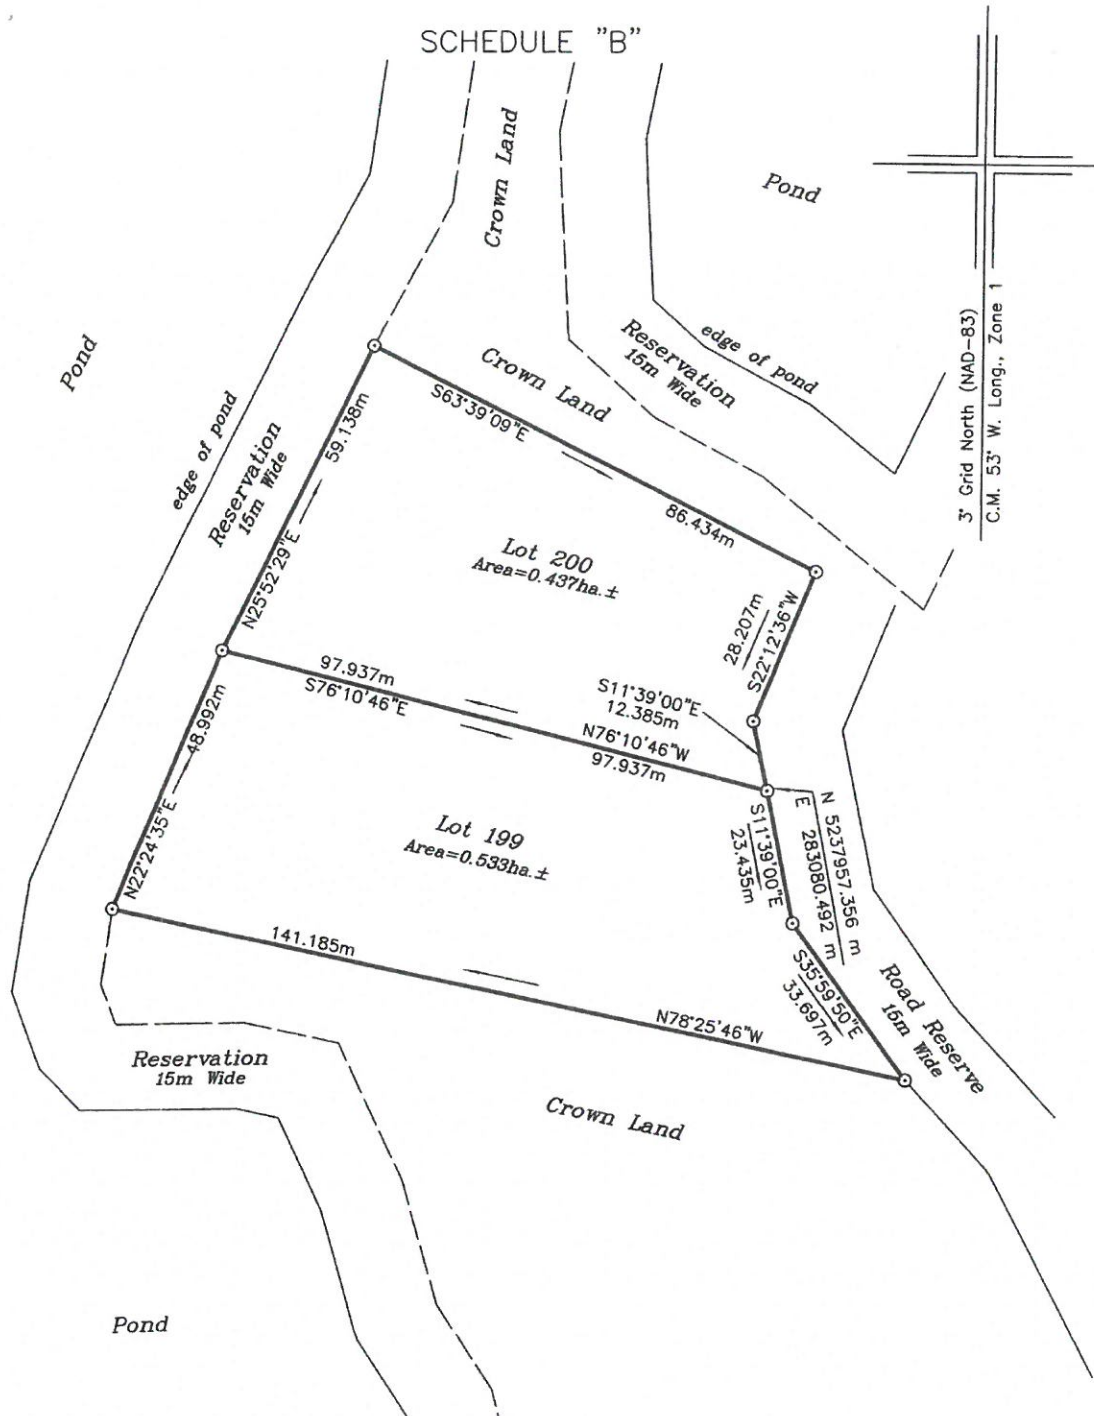 SCHEDULE "B"
Crown Land
Pond
3° Grid North (NAD-83)
C.M. 53° W. Long., Zone 1
Pond
edge of pond
Reservation
15m Wide
edge of pond
Crown Land
Reservation
15m Wide
S63°39'09"E
86.434m
59.138m
N25°52'29"E
Lot 200
Area=0.437ha.±
28.207m
S22°12'36"W
97.937m
S76°10'46"E
S11°39'00"E
12.385m
N76°10'46"W
97.937m
48.992m
N22°24'35"E
Lot 199
Area=0.533ha.±
S11°39'00"E
23.435m
N 5237957.356 m
E 283080.492 m
S35°59'50"E
33.697m
Road Reserve
15m Wide
141.185m
N78°25'46"W
Reservation
15m Wide
Crown Land
Pond